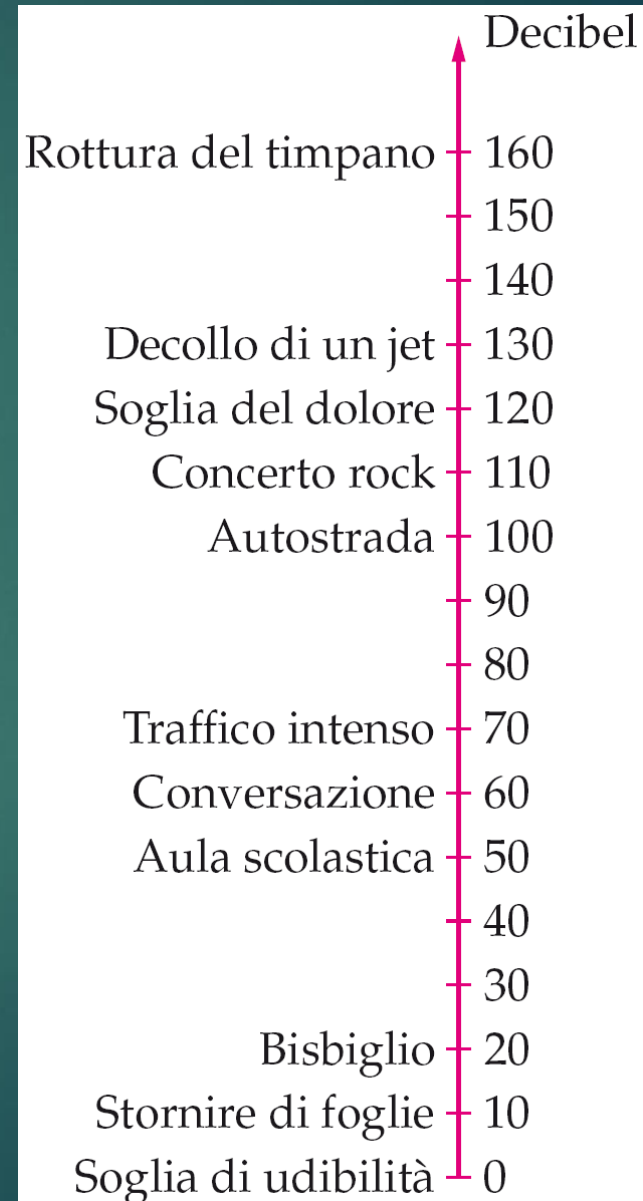 Decibel
Rottura del timpano 160
150
140
Decollo di un jet 130
Soglia del dolore 120
Concerto rock 110
Autostrada 100
90
80
Traffico intenso 70
Conversazione 60
Aula scolastica 50
40
30
Bisbiglio 20
Stornire di foglie 10
Soglia di udibilità 0